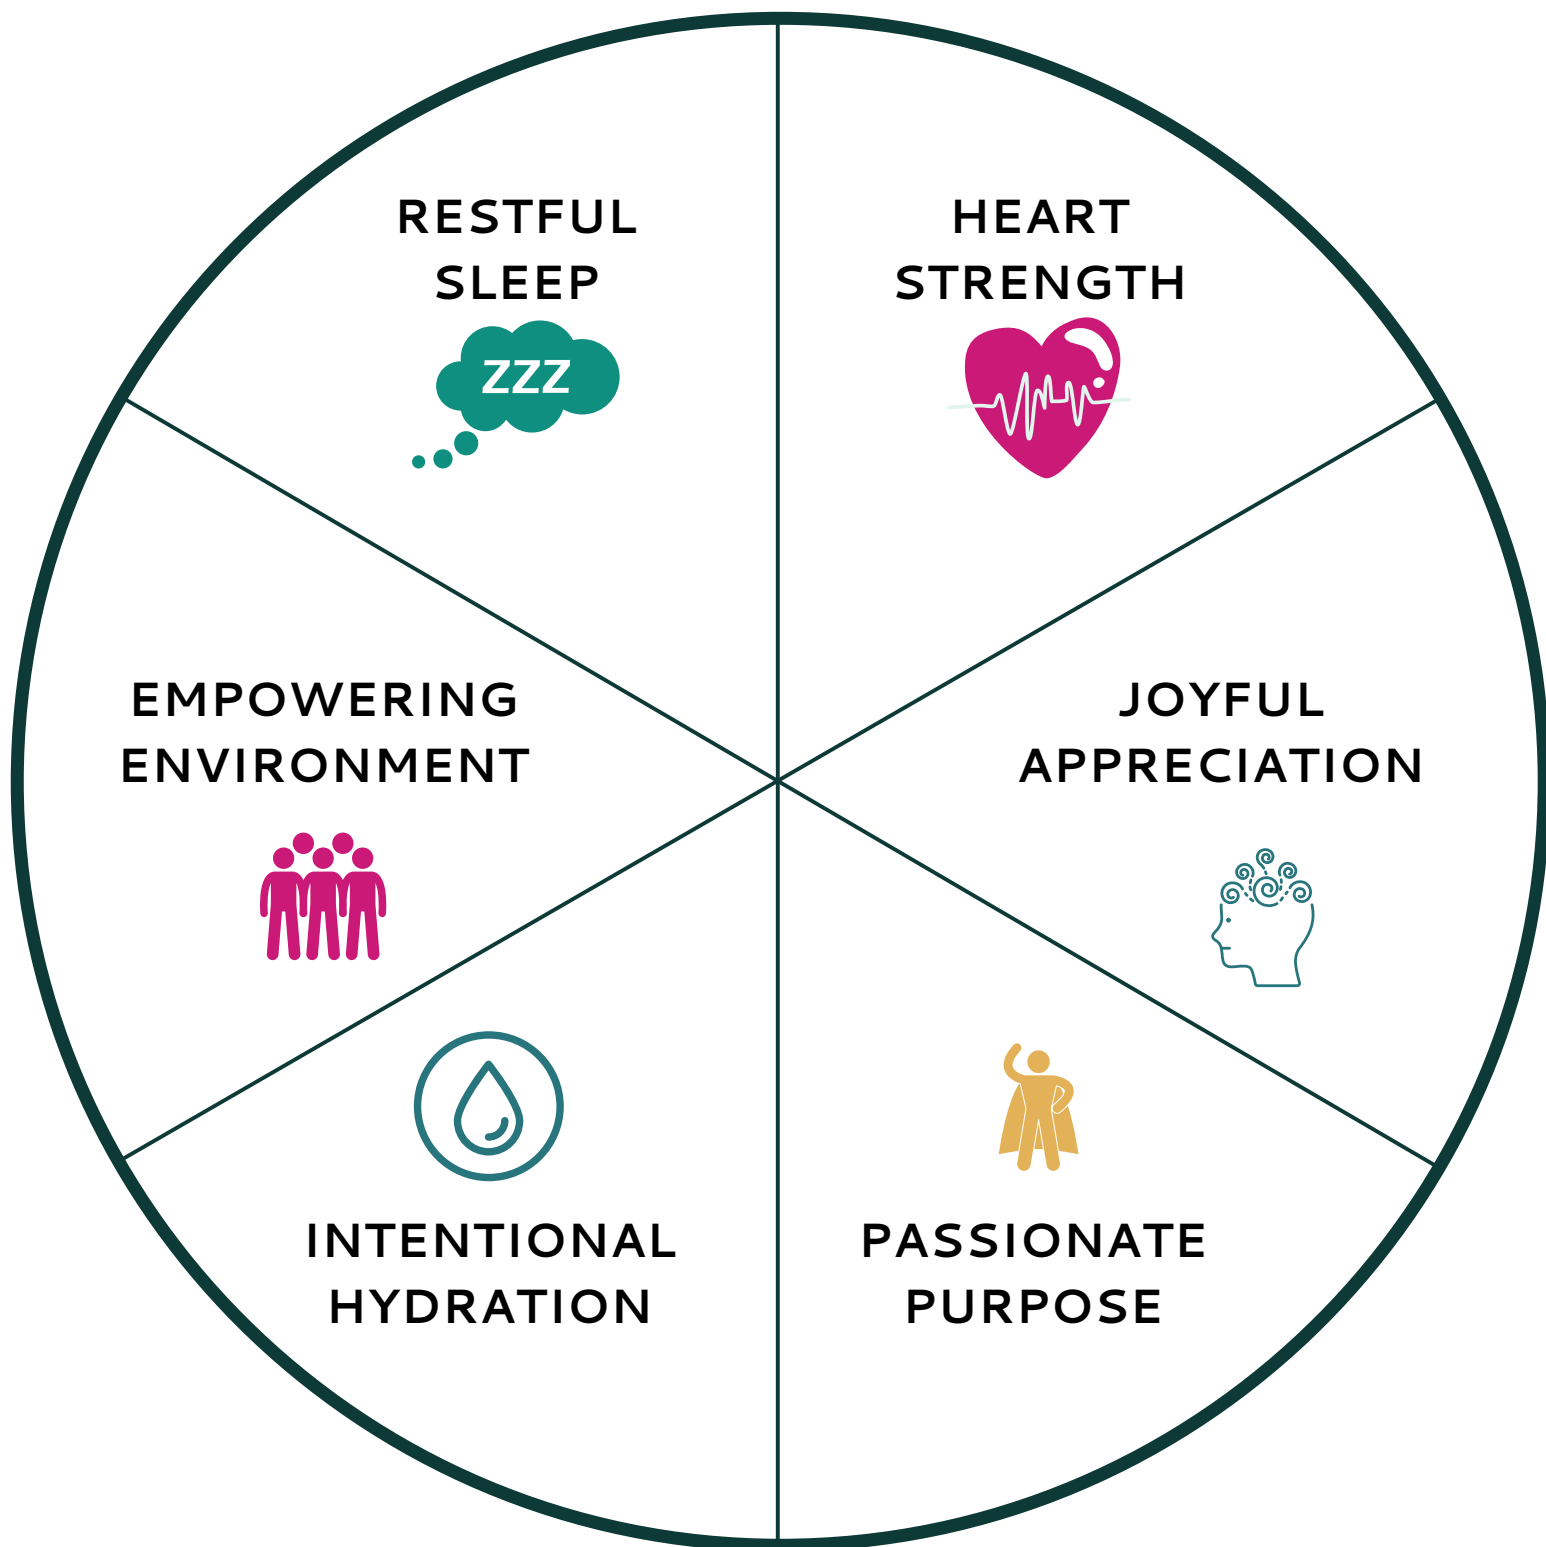 RESTFUL
SLEEP
ZZZ
HEART
STRENGTH
EMPOWERING
ENVIRONMENT
JOYFUL
APPRECIATION
INTENTIONAL
HYDRATION
PASSIONATE
PURPOSE